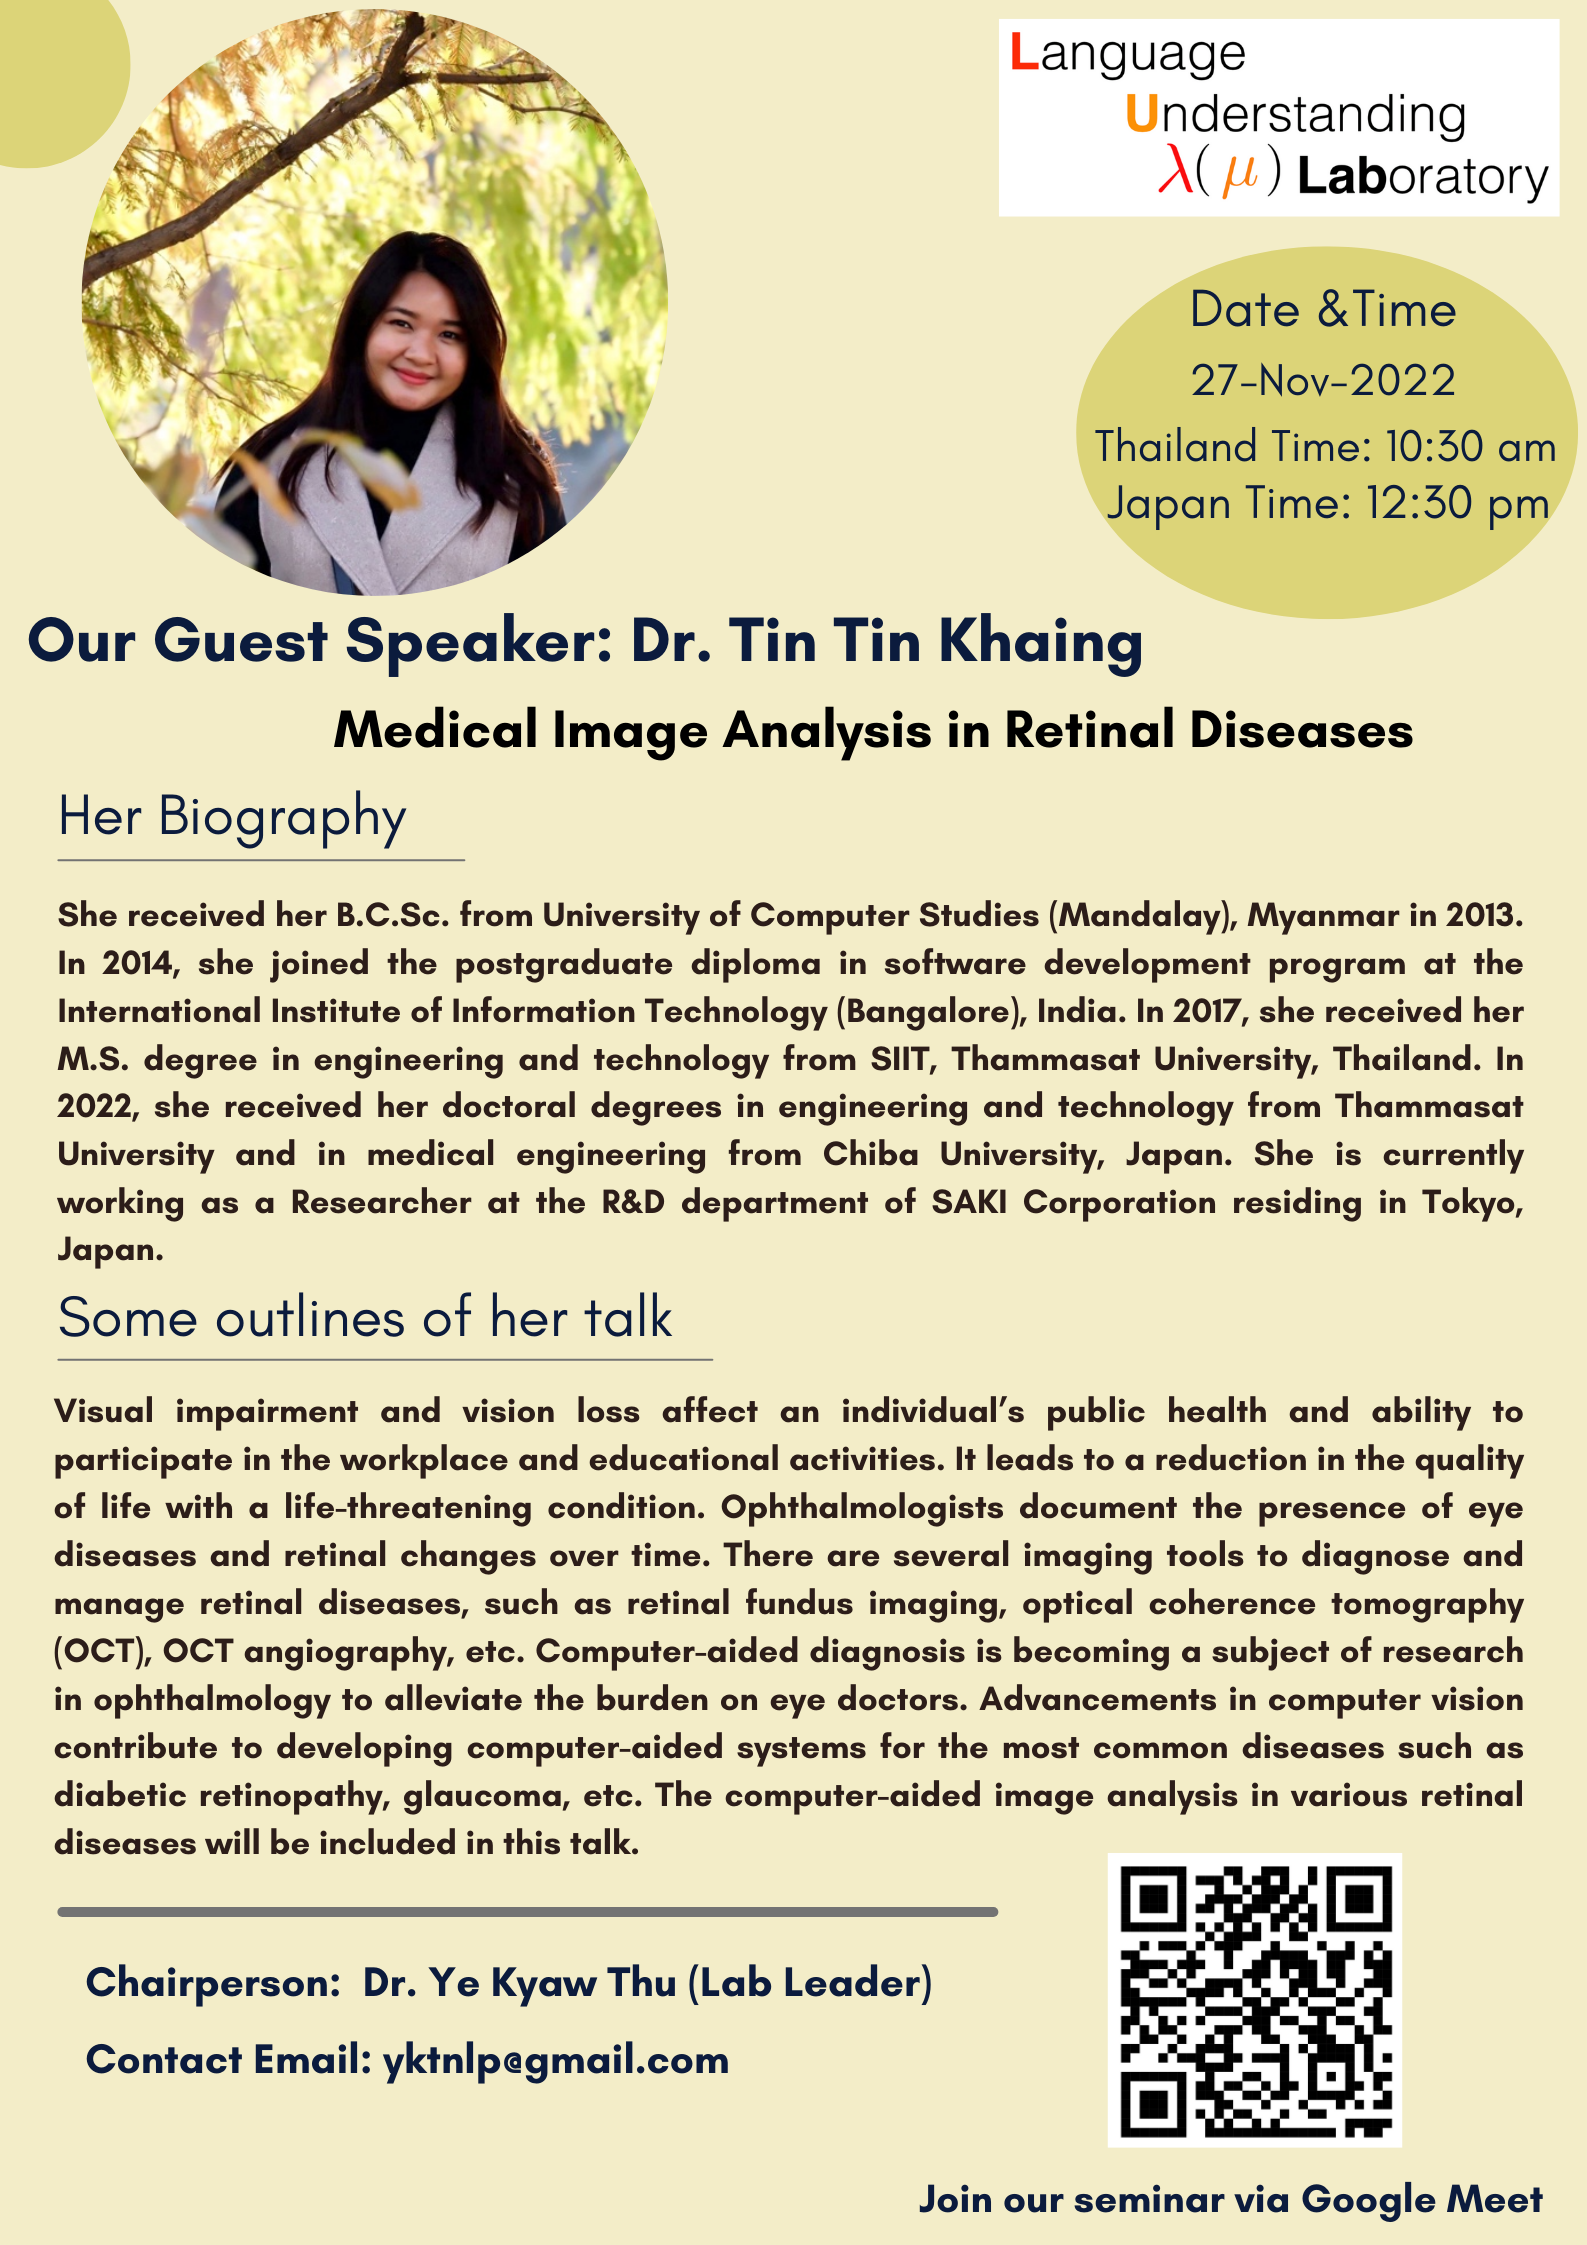 Language
Understanding
λ(μ) Laboratory
Date &Time
27-Nov-2022
Thailand Time: 10:30 am
Japan Time: 12:30 pm
Our Guest Speaker: Dr. Tin Tin Khaing
Medical Image Analysis in Retinal Diseases
Her Biography
She received her B.C.Sc. from University of Computer Studies (Mandalay), Myanmar in 2013.
In 2014, she joined the postgraduate diploma in software development program at the
International Institute of Information Technology (Bangalore), India. In 2017, she received her
M.S. degree in engineering and technology from SIIT, Thammasat University, Thailand. In
2022, she received her doctoral degrees in engineering and technology from Thammasat
University and in medical engineering from Chiba University, Japan. She is currently
working as a Researcher at the R&D department of SAKI Corporation residing in Tokyo,
Japan.
Some outlines of her talk
Visual impairment and vision loss affect an individual’s public health and ability to
participate in the workplace and educational activities. It leads to a reduction in the quality
of life with a life-threatening condition. Ophthalmologists document the presence of eye
diseases and retinal changes over time. There are several imaging tools to diagnose and
manage retinal diseases, such as retinal fundus imaging, optical coherence tomography
(OCT), OCT angiography, etc. Computer-aided diagnosis is becoming a subject of research
in ophthalmology to alleviate the burden on eye doctors. Advancements in computer vision
contribute to developing computer-aided systems for the most common diseases such as
diabetic retinopathy, glaucoma, etc. The computer-aided image analysis in various retinal
diseases will be included in this talk.
Chairperson:  Dr. Ye Kyaw Thu (Lab Leader)
Contact Email: yktnlp@gmail.com
Join our seminar via Google Meet